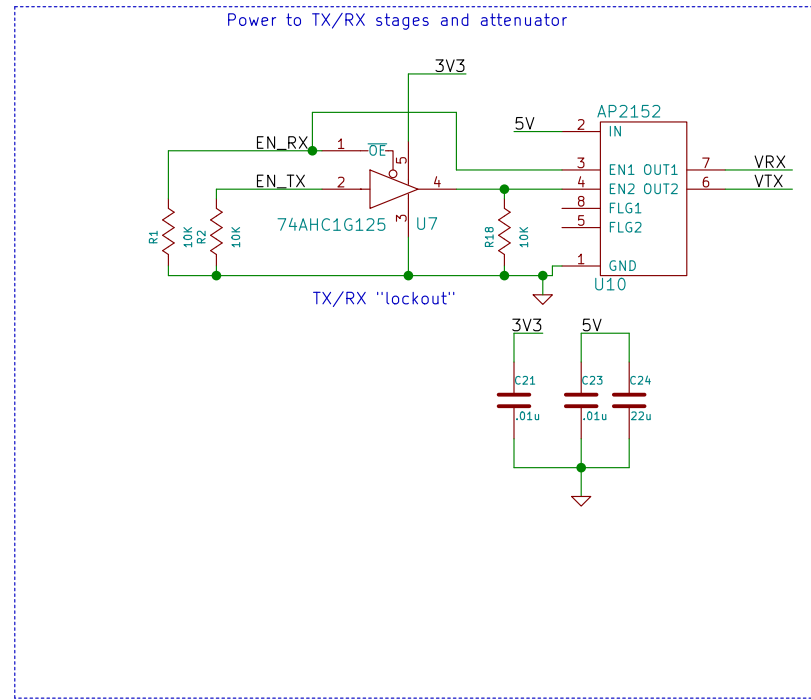 Power to TX/RX stages and attenuator
3V3
AP2152
5V 2 IN
EN_RX 1 OE 5
3 EN1 OUT1 7 VRX
EN_TX 2 4
4 EN2 OUT2 6 VTX
8 FLG1
5 FLG2
3
74AHC1G125 U7
R1 10K R2 10K
R18 10K
1 GND
U10
TX/RX "lockout"
3V3 5V
C21 C23 C24
.01u .01u 22u